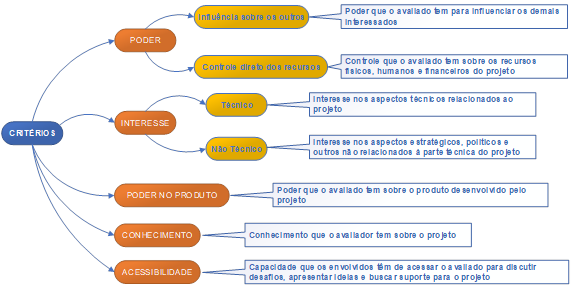 CRITÉRIOS
PODER
Influência sobre os outros
Poder que o avaliado tem para influenciar os demais
interessados
Controle direto dos recursos
Controle que o avaliado tem sobre os recursos
físicos, humanos e financeiros do projeto
INTERESSE
Técnico
Interesse nos aspectos técnicos relacionados ao
projeto
Não Técnico
Interesse nos aspectos estratégicos, políticos e
outros não relacionados à parte técnica do projeto
PODER NO PRODUTO
Poder que o avaliado tem sobre o produto desenvolvido pelo
projeto
CONHECIMENTO
Conhecimento que o avaliador tem sobre o projeto
ACESSIBILIDADE
Capacidade que os envolvidos têm de acessar o avaliado para discutir
desafios, apresentar ideias e buscar suporte para o projeto